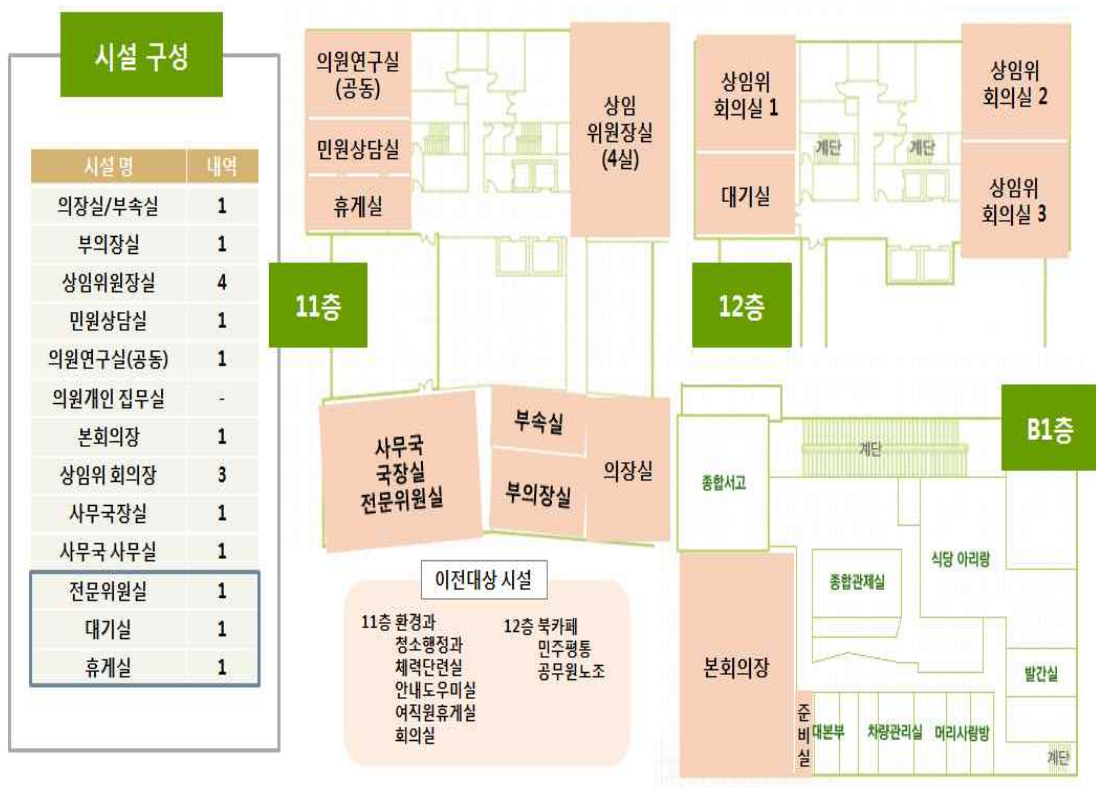 시설 구성
시설 명 내역
의장실/부속실 1
부의장실 1
상임위원장실 4
민원상담실 1
의원연구실(공동) 1
의원개인 집무실 -
본회의장 1
상임위 회의장 3
사무국장실 1
사무국 사무실 1
전문위원실 1
대기실 1
휴게실 1
11층
의원연구실
(공동)
민원상담실
휴게실
상임
위원장실
(4실)
사무국
국장실
전문위원실
부속실
부의장실
의장실
12층
상임위
회의실 1
대기실
계단
계단
상임위
회의실 2
상임위
회의실 3
B1층
계단
종합서고
종합관제실
식당 아리랑
본회의장
준
비
실
대본부
차량관리실
머리사랑방
발간실
계단
이전대상 시설
11층 환경과
청소행정과
체력단련실
안내도우미실
여직원휴게실
회의실
12층 북카페
민주평통
공무원노조